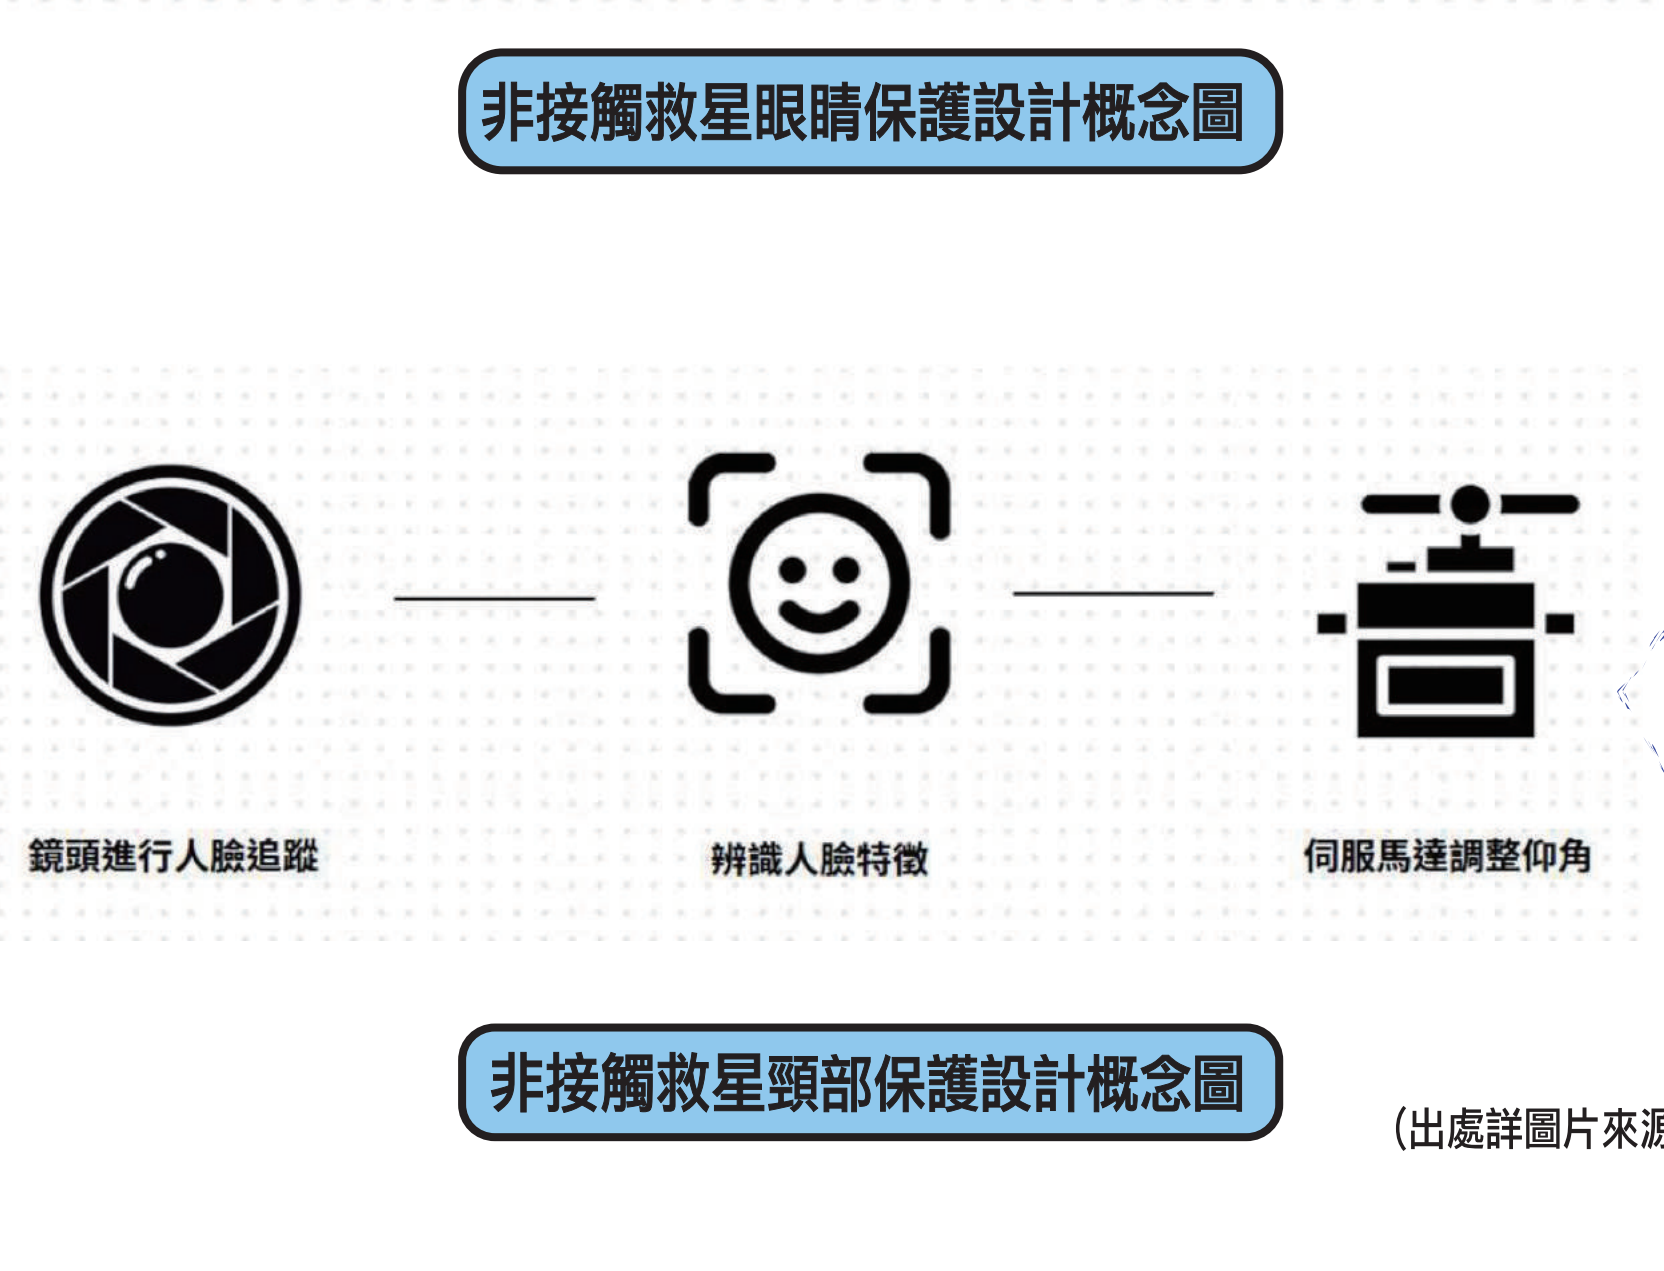 非接觸救星眼睛保護設計概念圖
鏡頭進行人臉追蹤
辨識人臉特徵
伺服馬達調整仰角
非接觸救星頸部保護設計概念圖
(出處詳圖片來源